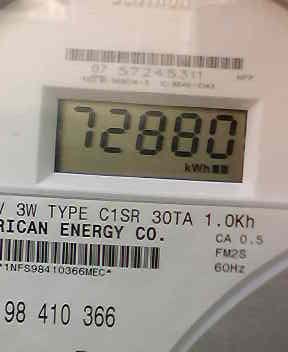 97 57245311
72880
kWh
V 3W TYPE C1SR 30TA 1.0Kh
RICAN ENERGY CO.
CA 0.5
FM2S
60Hz
*1NFS98410366MEC*
98 410 366